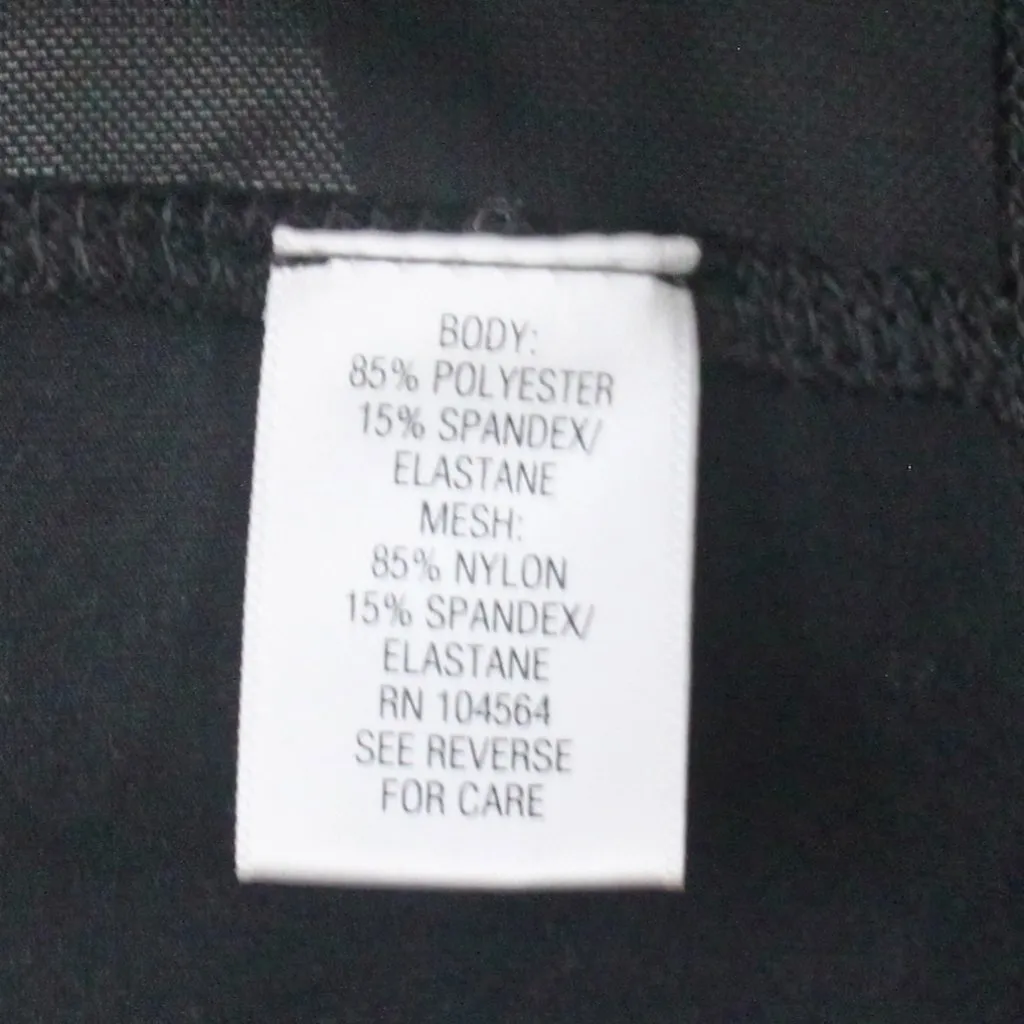 BODY:
85% POLYESTER
15% SPANDEX/
ELASTANE
MESH:
85% NYLON
15% SPANDEX/
ELASTANE
RN 104564
SEE REVERSE
FOR CARE